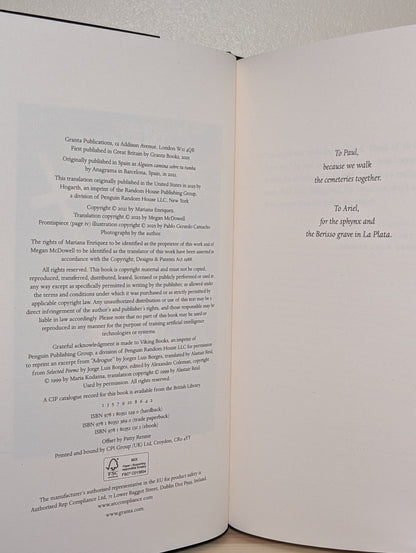 Granta Publications, 12 Addison Avenue, London W11 4QR
First published in Great Britain by Granta Books, 2025
Originally published in Spain as Alguien camina sobre tu tumba
by Anagrama in Barcelona, Spain, in 2021.
This translation originally published in the United States in 2025 by
Hogarth, an imprint of the Random House Publishing Group,
a division of Penguin Random House LLC, New York
Copyright © 2021 by Mariana Enriquez
Translation copyright © 2025 by Megan McDowell
Frontispiece (page iv) illustration copyright © 2025 by Pablo Gerardo Camacho
Photographs by the author.
The rights of Mariana Enriquez to be identified as the proprietor of this work and of
Megan McDowell to be identified as the translator of this work have been asserted in
accordance with the Copyright, Designs & Patents Act 1988.
All rights reserved. This book is copyright material and must not be copied,
reproduced, transferred, distributed, leased, licensed or publicly performed or used in
any way except as specifically permitted in writing by the publisher, as allowed under
the terms and conditions under which it was purchased or as strictly permitted by
applicable copyright law. Any unauthorized distribution or use of this text may be a
direct infringement of the author's and publisher's rights, and those responsible may be
liable in law accordingly. Please note that no part of this book may be used or
reproduced in any manner for the purpose of training artificial intelligence
technologies or systems.
Grateful acknowledgment is made to Viking Books, an imprint of
Penguin Publishing Group, a division of Penguin Random House LLC for permission
to reprint an excerpt from "Adrogue" by Jorges Luis Borges, translated by Alastair Reid,
from Selected Poems by Jorges Luis Borges, edited by Alexander Coleman, copyright
© 1999 by Maria Kodama, translation copyright © 1999 by Alastair Reid.
Used by permission. All rights reserved.
A CIP catalogue record for this book is available from the British Library
1 3 5 7 9 10 8 6 4 2
ISBN 978 1 80351 129 0 (hardback)
ISBN 978 1 80351 389 0 (trade paperback)
ISBN 978 1 80351 132 2 (ebook)
Offset by Patty Rennie
Printed and bound by CPI Group (UK) Ltd, Croydon, CR0 4YY
FSC
MIX
Paper | Supporting
responsible forestry
The manufacturer's authorised representative in the EU for product safety is
Authorised Rep Compliance Ltd, 71 Lower Baggot Street, Dublin D02 P593, Ireland.
www.arccompliance.com
www.granta.com
To Paul,
because we walk
the cemeteries together.
To Ariel,
for the sphynx and
the Berisso grave in La Plata.